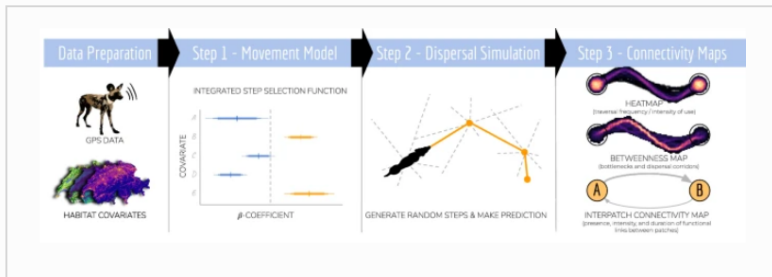 Data Preparation
Step 1 - Movement Model
Step 2 - Dispersal Simulation
Step 3 - Connectivity Maps
GPS DATA
HABITAT COVARIATES
INTEGRATED STEP SELECTION FUNCTION
COVARIATE
β-COEFFICIENT
GENERATE RANDOM STEPS & MAKE PREDICTION
HEATMAP
(traversal frequency / intensity of use)
BETWEENNESS MAP
(bottlenecks and dispersal corridors)
A
B
INTERPATCH CONNECTIVITY MAP
(presence, intensity, and duration of functional
links between patches)